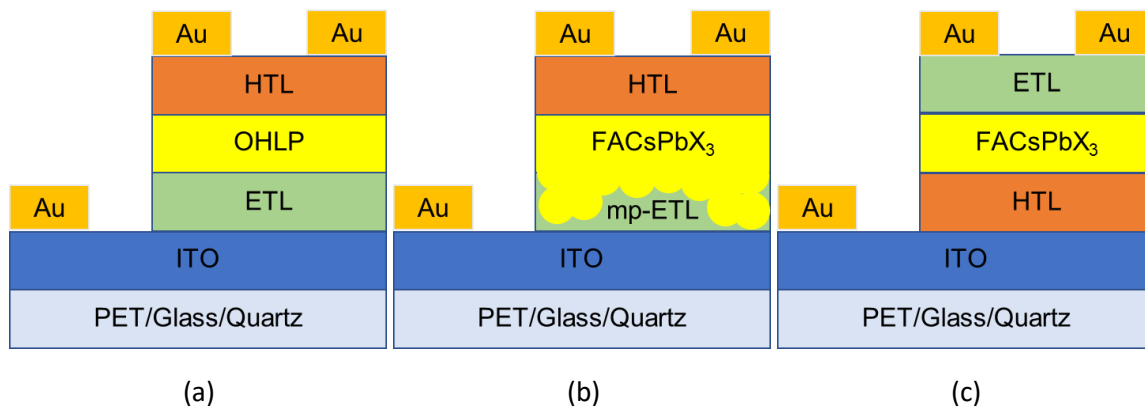 Au Au
HTL
OHLP
ETL
Au
ITO
PET/Glass/Quartz
(a)
Au Au
HTL
FACsPbX₃
mp-ETL
Au
ITO
PET/Glass/Quartz
(b)
Au Au
ETL
FACsPbX₃
HTL
Au
ITO
PET/Glass/Quartz
(c)